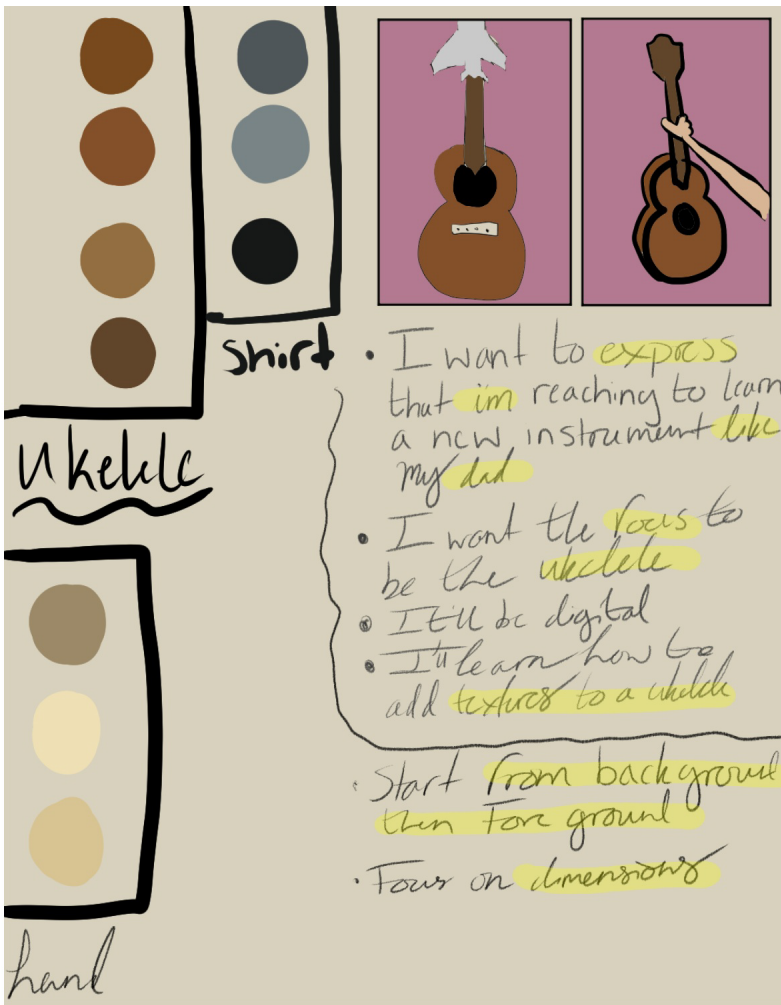 Shirt
Ukelele
hand
• I want to express
that im reaching to learn
a new instrument like
my dad
• I want the focus to
be the ukelele
• It'll be digital
• I'll learn how to
add textures to a ukelele
• Start from background
then Fore ground
• Focus on dimensions